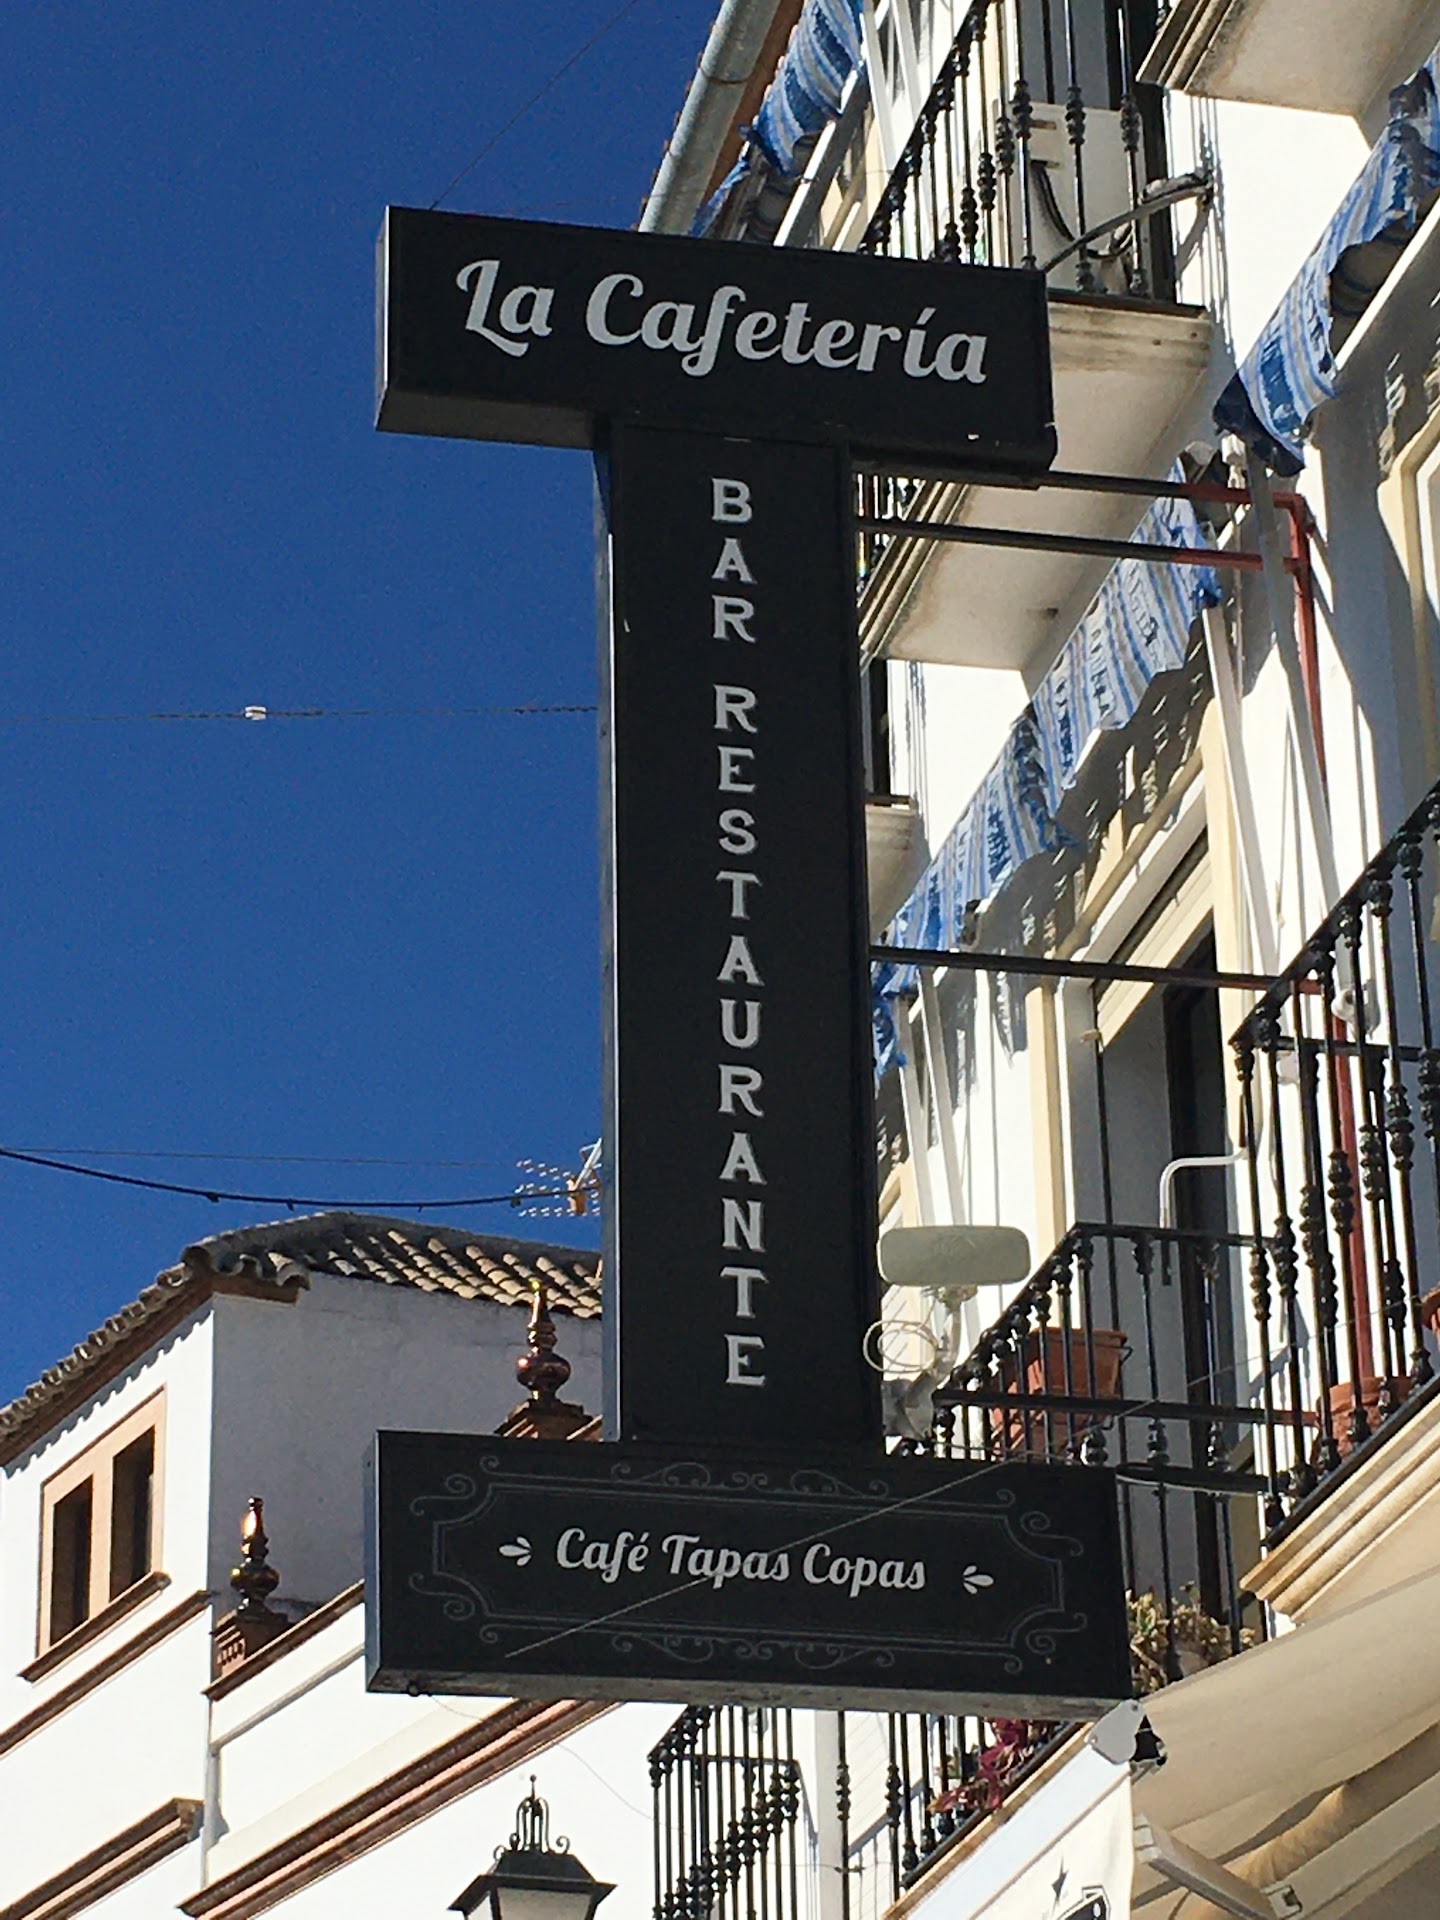 La Cafetería
BAR RESTAURANTE
Café Tapas Copas